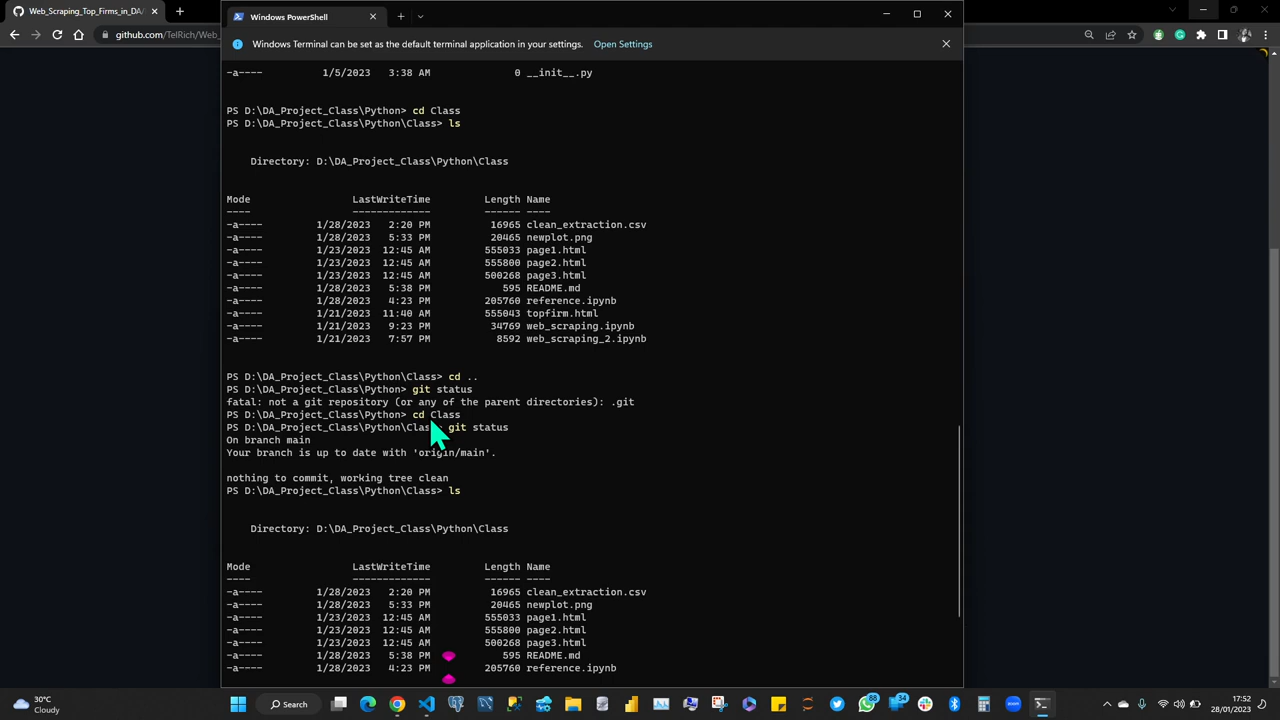 Web_Scraping_Top_Firms_in_DA/
github.com/TelRich/Web_
Windows PowerShell
Windows Terminal can be set as the default terminal application in your settings. Open Settings
-a---- 1/5/2023 3:38 AM 0 __init__.py
PS D:\DA_Project_Class\Python> cd Class
PS D:\DA_Project_Class\Python\Class> ls
Directory: D:\DA_Project_Class\Python\Class
Mode LastWriteTime Length Name
---- ------------- ------ ----
-a---- 1/28/2023 2:20 PM 16965 clean_extraction.csv
-a---- 1/28/2023 5:33 PM 20465 newplot.png
-a---- 1/23/2023 12:45 AM 555033 page1.html
-a---- 1/23/2023 12:45 AM 555800 page2.html
-a---- 1/23/2023 12:45 AM 500268 page3.html
-a---- 1/28/2023 5:38 PM 595 README.md
-a---- 1/28/2023 4:23 PM 205760 reference.ipynb
-a---- 1/21/2023 11:40 AM 555043 topfirm.html
-a---- 1/21/2023 9:23 PM 34769 web_scraping.ipynb
-a---- 1/21/2023 7:57 PM 8592 web_scraping_2.ipynb
PS D:\DA_Project_Class\Python\Class> cd ..
PS D:\DA_Project_Class\Python> git status
fatal: not a git repository (or any of the parent directories): .git
PS D:\DA_Project_Class\Python> cd Class
PS D:\DA_Project_Class\Python\Class> git status
On branch main
Your branch is up to date with 'origin/main'.
nothing to commit, working tree clean
PS D:\DA_Project_Class\Python\Class> ls
Directory: D:\DA_Project_Class\Python\Class
Mode LastWriteTime Length Name
---- ------------- ------ ----
-a---- 1/28/2023 2:20 PM 16965 clean_extraction.csv
-a---- 1/28/2023 5:33 PM 20465 newplot.png
-a---- 1/23/2023 12:45 AM 555033 page1.html
-a---- 1/23/2023 12:45 AM 555800 page2.html
-a---- 1/23/2023 12:45 AM 500268 page3.html
-a---- 1/28/2023 5:38 PM 595 README.md
-a---- 1/28/2023 4:23 PM 205760 reference.ipynb
30°C
Cloudy
Search
88
34
zoom
17:52
28/01/2023